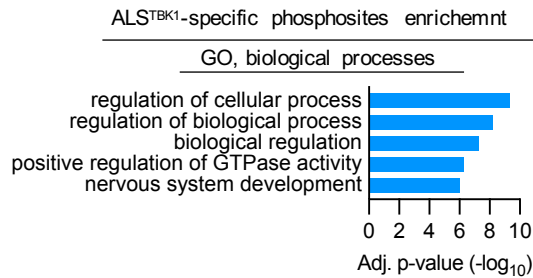 ALSTBK1-specific phosphosites enrichemnt
GO, biological processes
regulation of cellular process
regulation of biological process
biological regulation
positive regulation of GTPase activity
nervous system development
0 2 4 6 8 10
Adj. p-value (-log10)